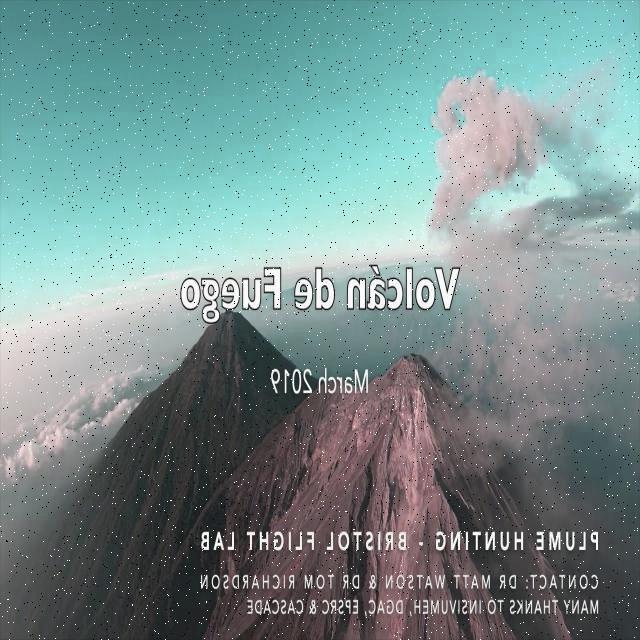 Volcán de Fuego
March 2019
PLUME HUNTING - BRISTOL FLIGHT LAB
CONTACT: DR MATT WATSON & DR TOM RICHARDSON
MANY THANKS TO INSIVUMEH, DGAC, EPSRC & CASCADE